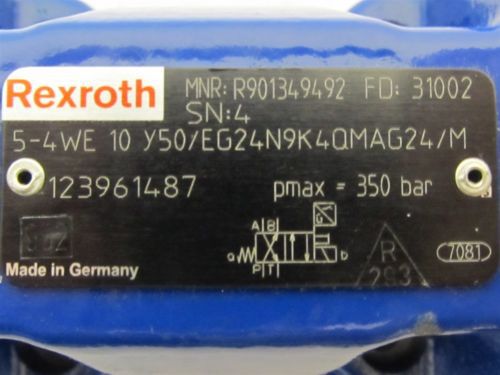 Rexroth
MNR: R901349492 FD: 31002
SN:4
5-4WE 10 Y50/EG24N9K4QMAG24/M
123961487 pmax = 350 bar
A B
G
a b
P T
R
293
7081
Made in Germany